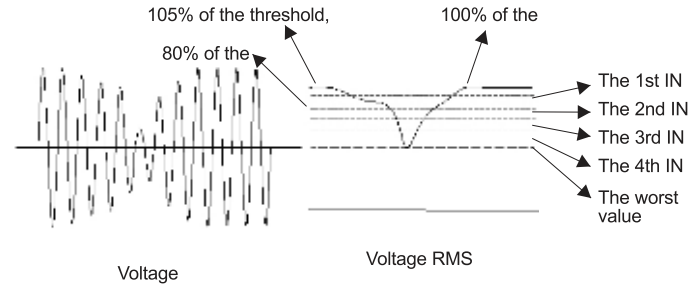 105% of the threshold,
100% of the
80% of the
The 1st IN
The 2nd IN
The 3rd IN
The 4th IN
The worst
value
Voltage RMS
Voltage